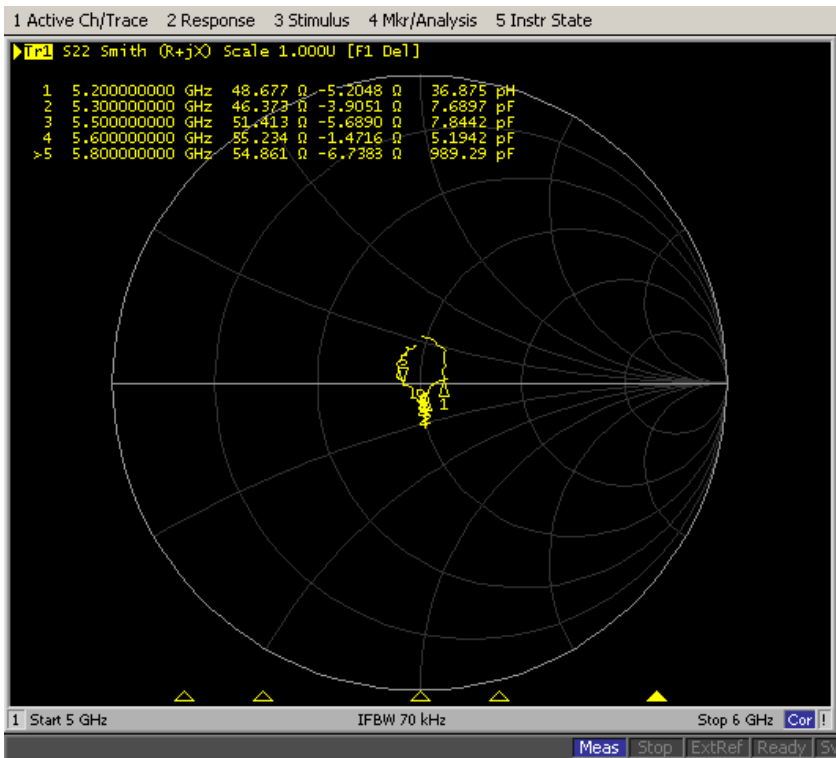 1 Active Ch/Trace 2 Response 3 Stimulus 4 Mkr/Analysis 5 Instr State
Tr1 S22 Smith (R+jX) Scale 1.000U [F1 Del]
1 5.200000000 GHz 48.677 Ω -5.2048 Ω 36.875 pH
2 5.300000000 GHz 46.373 Ω -3.9051 Ω 7.6897 pF
3 5.500000000 GHz 51.413 Ω -5.6890 Ω 7.8442 pF
4 5.600000000 GHz 55.234 Ω -1.4716 Ω 5.1942 pF
>5 5.800000000 GHz 54.861 Ω -6.7383 Ω 989.29 pF
1
1 Start 5 GHz IFBW 70 kHz Stop 6 GHz Cor !
Meas Stop ExtRef Ready